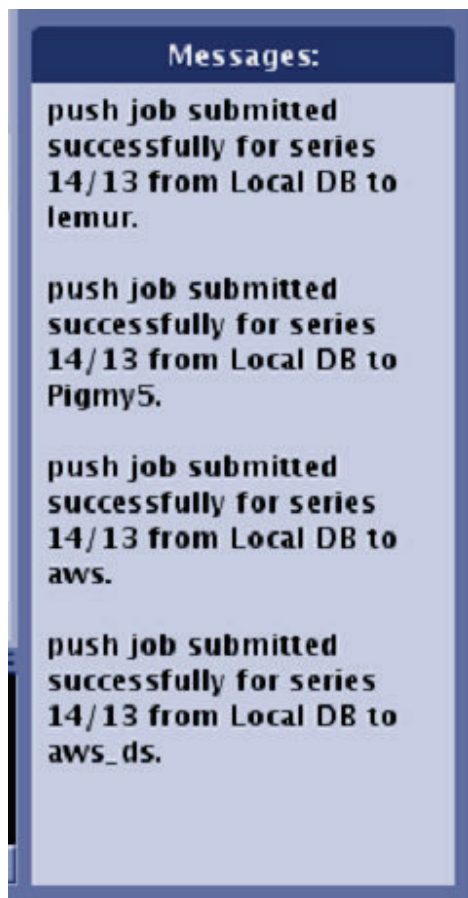 Messages:
push job submitted
successfully for series
14/13 from Local DB to
lemur.
push job submitted
successfully for series
14/13 from Local DB to
Pigmy5.
push job submitted
successfully for series
14/13 from Local DB to
aws.
push job submitted
successfully for series
14/13 from Local DB to
aws_ds.